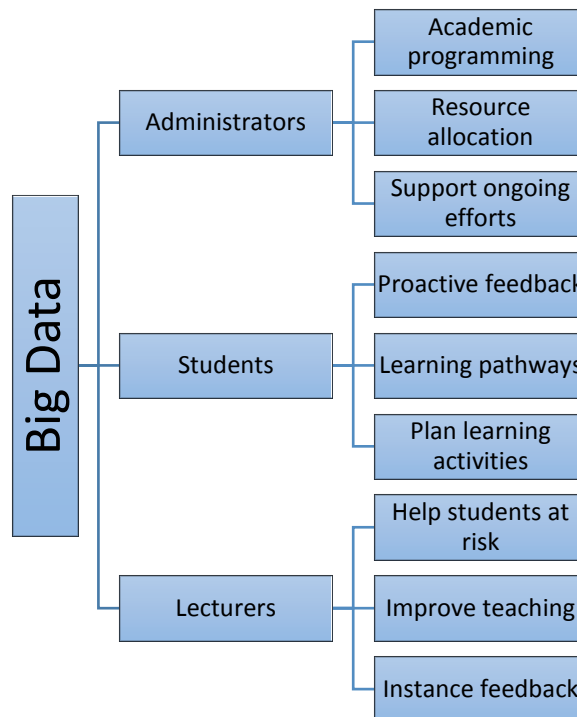 Big Data
Administrators
Academic
programming
Resource
allocation
Support ongoing
efforts
Students
Proactive feedback
Learning pathways
Plan learning
activities
Lecturers
Help students at
risk
Improve teaching
Instance feedback